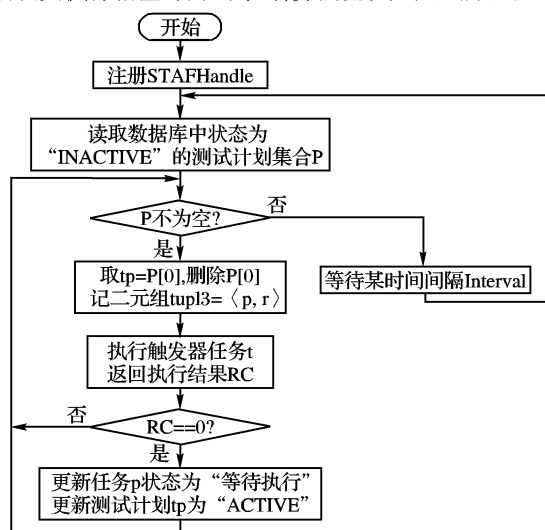 开始
注册STAFHandle
读取数据库中状态为
“INACTIVE”的测试计划集合P
P不为空?
否
是
取tp=P[0],删除P[0]
记二元组tupl3=〈p, r〉
等待某时间间隔Interval
执行触发器任务t
返回执行结果RC
否
RC==0?
是
更新任务p状态为“等待执行”
更新测试计划tp为“ACTIVE”